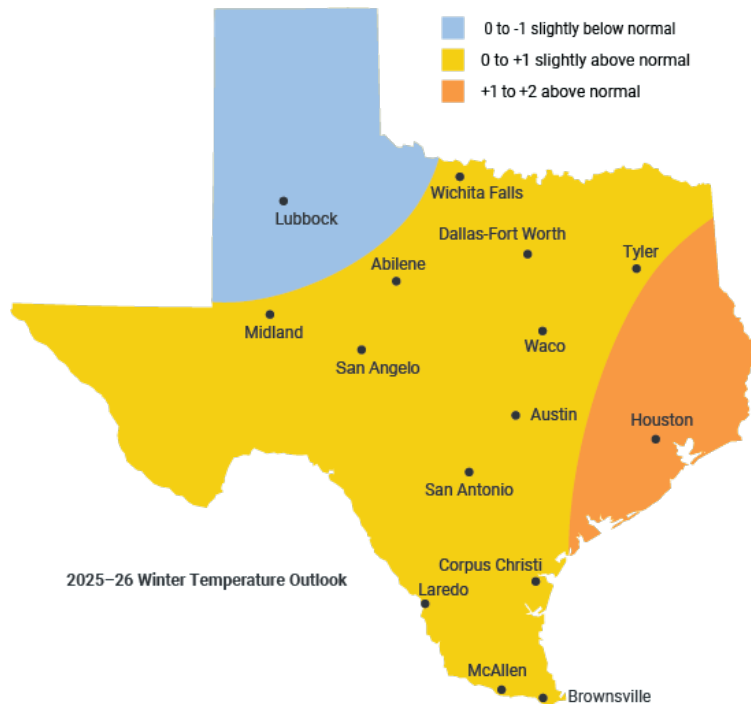 0 to -1 slightly below normal
0 to +1 slightly above normal
+1 to +2 above normal
Wichita Falls
Lubbock
Dallas-Fort Worth
Abilene
Tyler
Midland
Waco
San Angelo
Austin
Houston
San Antonio
Corpus Christi
2025–26 Winter Temperature Outlook
Laredo
McAllen
Brownsville